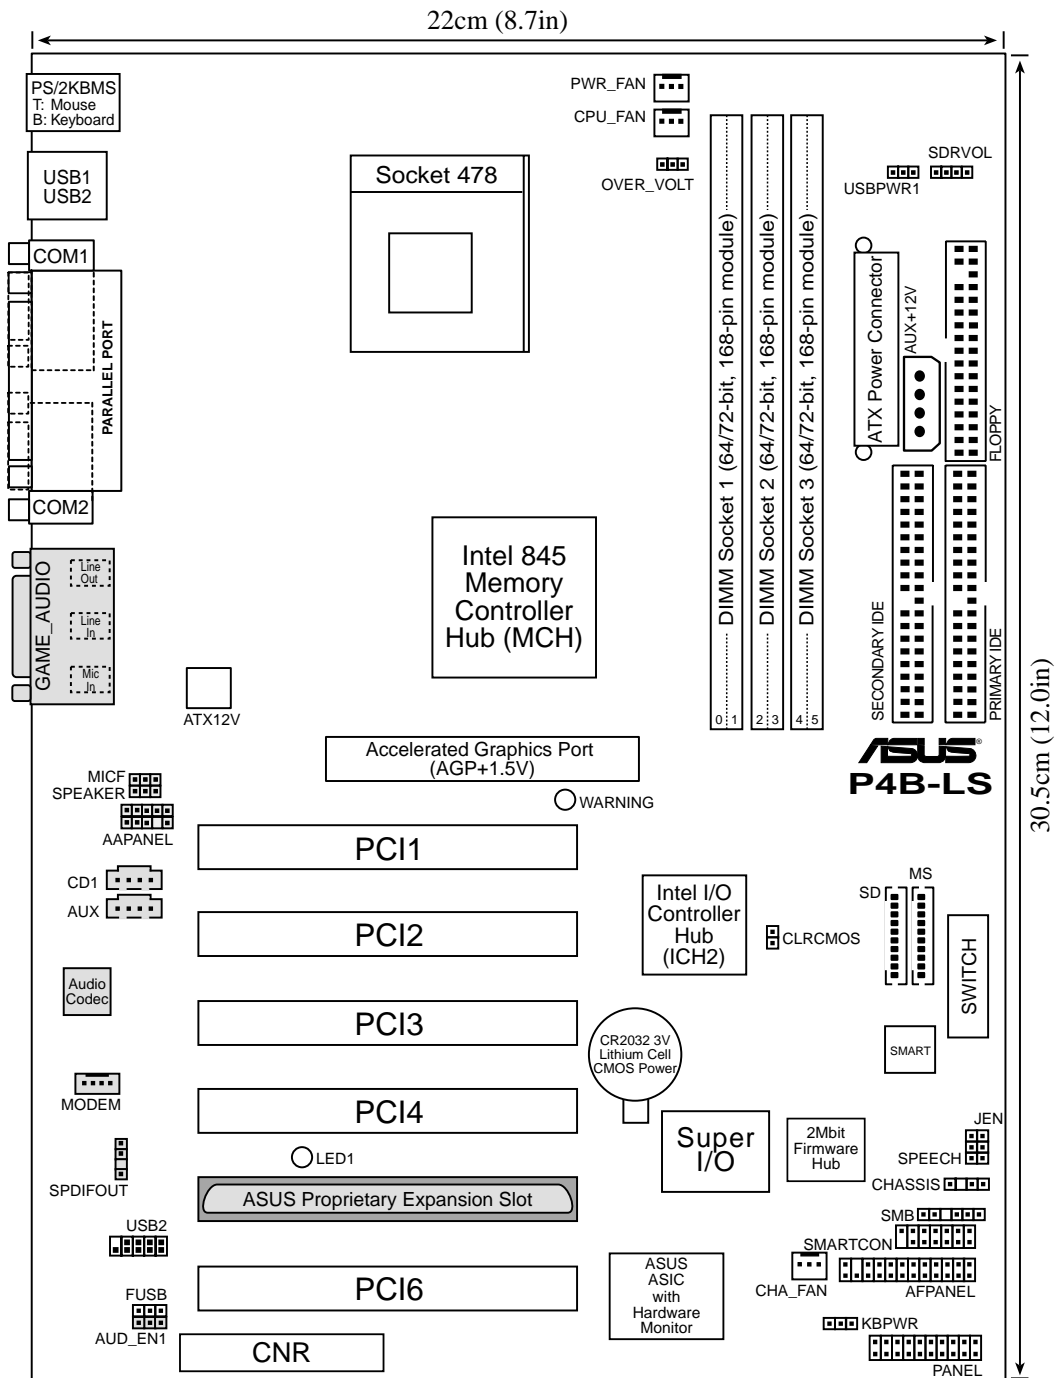 22cm (8.7in)
PS/2KBMS
T: Mouse
B: Keyboard
USB1
USB2
COM1
PARALLEL PORT
COM2
GAME_AUDIO
Line
Out
Line
In
Mic
In
Socket 478
PWR_FAN
CPU_FAN
OVER_VOLT
USBPWR1
SDRVOL
DIMM Socket 1 (64/72-bit, 168-pin module)
DIMM Socket 2 (64/72-bit, 168-pin module)
DIMM Socket 3 (64/72-bit, 168-pin module)
0 1
2 3
4 5
ATX Power Connector
AUX+12V
FLOPPY
SECONDARY IDE
PRIMARY IDE
30.5cm (12.0in)
Intel 845
Memory
Controller
Hub (MCH)
ATX12V
Accelerated Graphics Port
(AGP+1.5V)
ASUS®
P4B-LS
WARNING
MICF
SPEAKER
AAPANEL
CD1
AUX
Audio
Codec
MODEM
SPDIFOUT
USB2
FUSB
AUD_EN1
PCI1
PCI2
PCI3
PCI4
LED1
ASUS Proprietary Expansion Slot
PCI6
CNR
Intel I/O
Controller
Hub
(ICH2)
CLRCMOS
SD
MS
SWITCH
SMART
CR2032 3V
Lithium Cell
CMOS Power
Super
I/O
2Mbit
Firmware
Hub
JEN
SPEECH
CHASSIS
SMB
SMARTCON
CHA_FAN
AFPANEL
ASUS
ASIC
with
Hardware
Monitor
KBPWR
PANEL